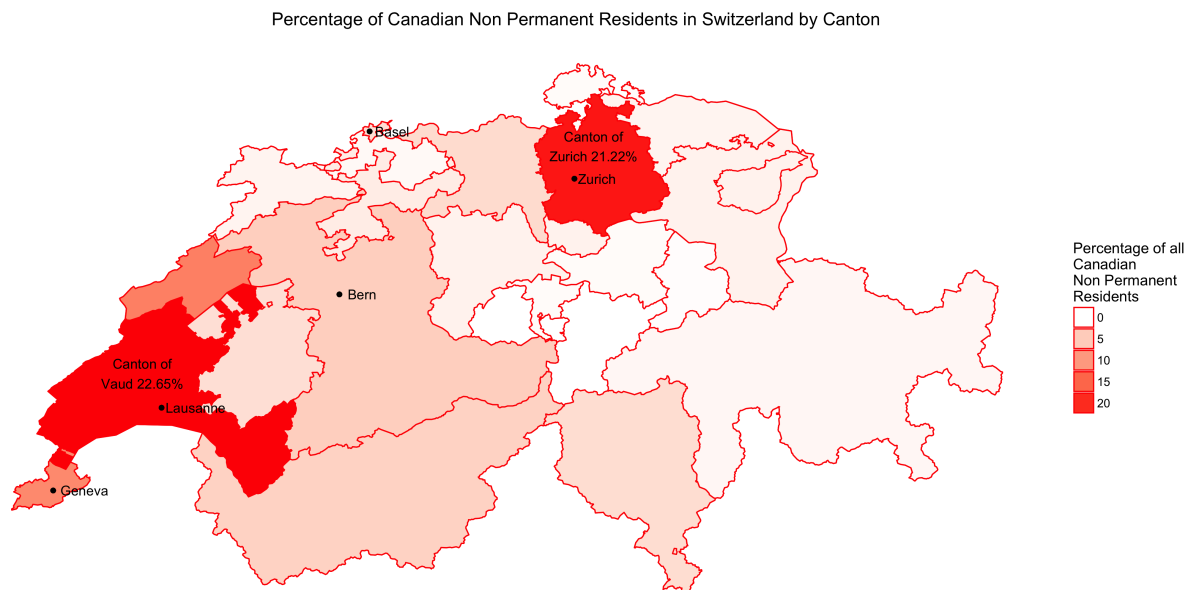 Percentage of Canadian Non Permanent Residents in Switzerland by Canton
Basel
Canton of
Zurich 21.22%
Zurich
Bern
Canton of
Vaud 22.65%
Lausanne
Geneva
Percentage of all
Canadian
Non Permanent
Residents
0
5
10
15
20